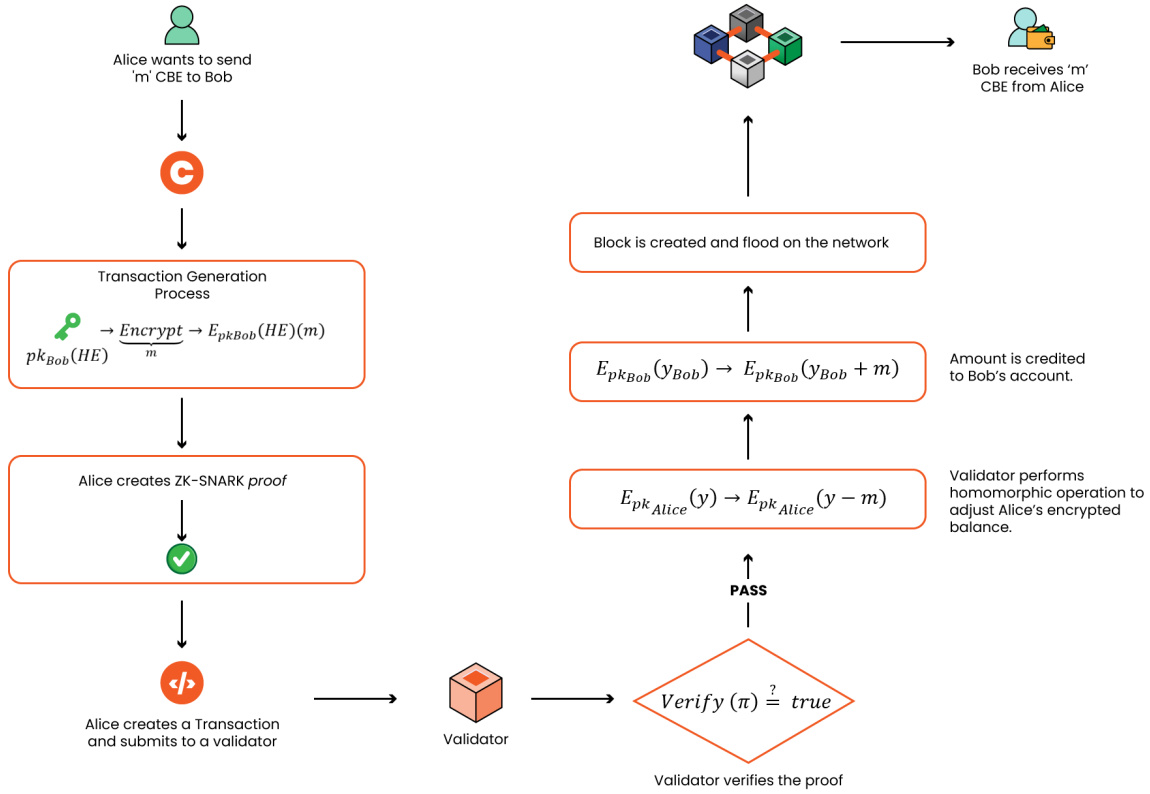 Alice wants to send
'm' CBE to Bob
C
Transaction Generation
Process
pk_Bob(HE) → Encrypt → E_pkBob(HE)(m)
m
Alice creates ZK-SNARK proof
</>
Alice creates a Transaction
and submits to a validator
Validator
Verify (π) ≟ true
Validator verifies the proof
PASS
E_pk_Alice(y) → E_pk_Alice(y − m)
Validator performs
homomorphic operation to
adjust Alice’s encrypted
balance.
E_pk_Bob(y_Bob) → E_pk_Bob(y_Bob + m)
Amount is credited
to Bob’s account.
Block is created and flood on the network
Bob receives ‘m’
CBE from Alice